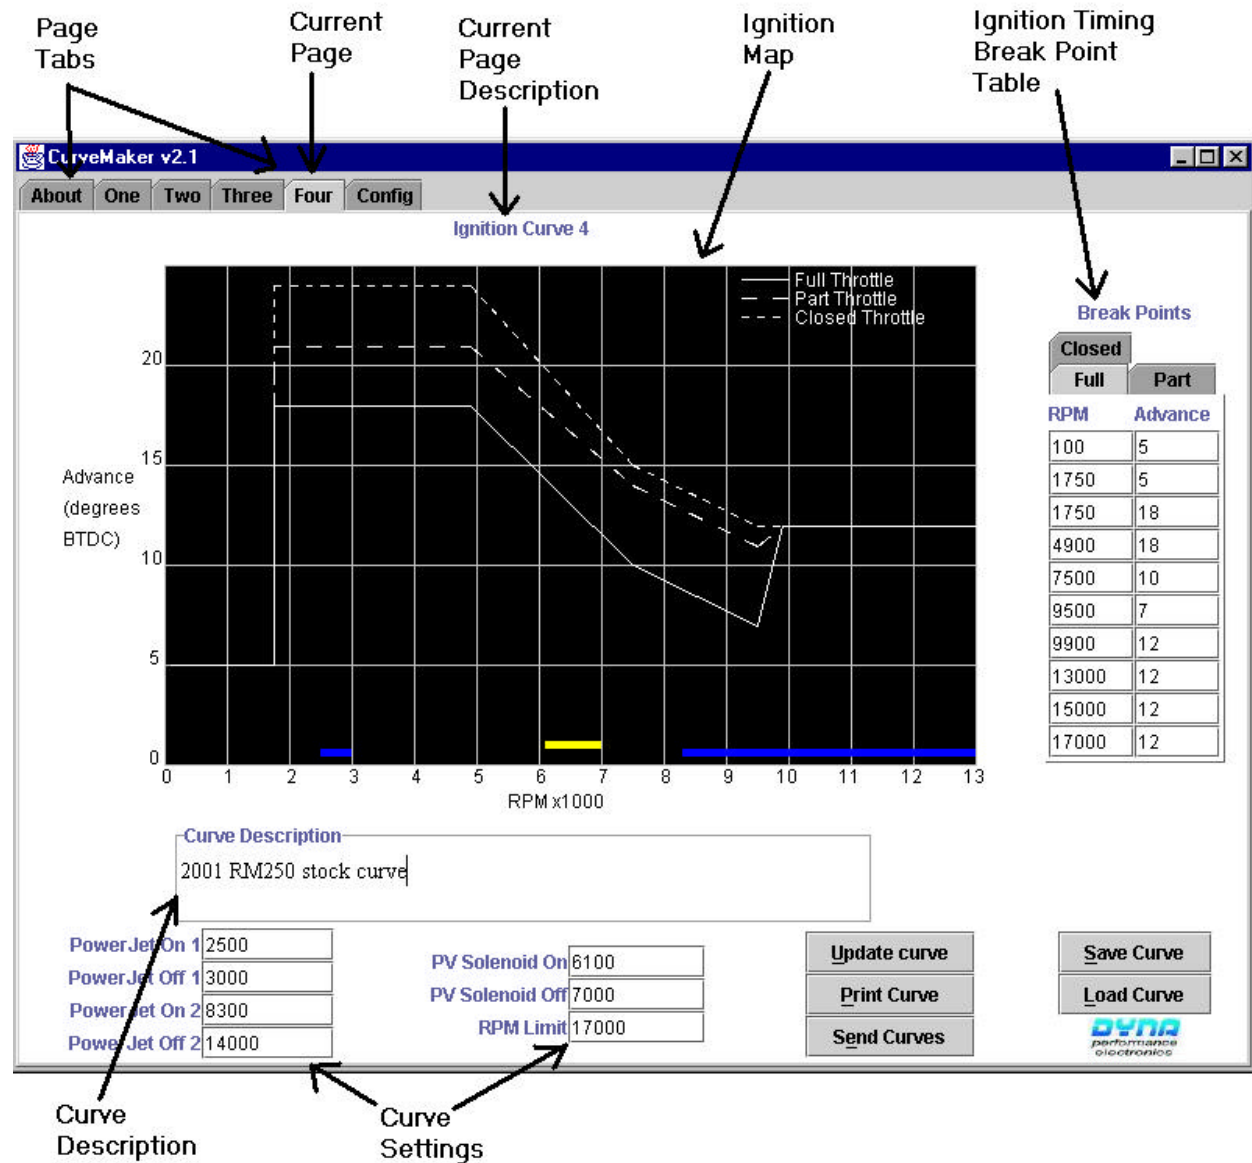 Page
Tabs
Current
Page
Current
Page
Description
Ignition
Map
Ignition Timing
Break Point
Table
CurveMaker v2.1
About One Two Three Four Config
Ignition Curve 4
Full Throttle
Part Throttle
Closed Throttle
Break Points
Closed
Full Part
RPM Advance
100 5
1750 5
1750 18
4900 18
7500 10
9500 7
9900 12
13000 12
15000 12
17000 12
20
15
10
5
0
Advance
(degrees
BTDC)
0 1 2 3 4 5 6 7 8 9 10 11 12 13
RPM x1000
Curve Description
2001 RM250 stock curve
PowerJet On 1 2500
PowerJet Off 1 3000
PowerJet On 2 8300
PowerJet Off 2 14000
PV Solenoid On 6100
PV Solenoid Off 7000
RPM Limit 17000
Update curve
Print Curve
Send Curves
Save Curve
Load Curve
DYNA
performance
electronics
Curve
Description
Curve
Settings